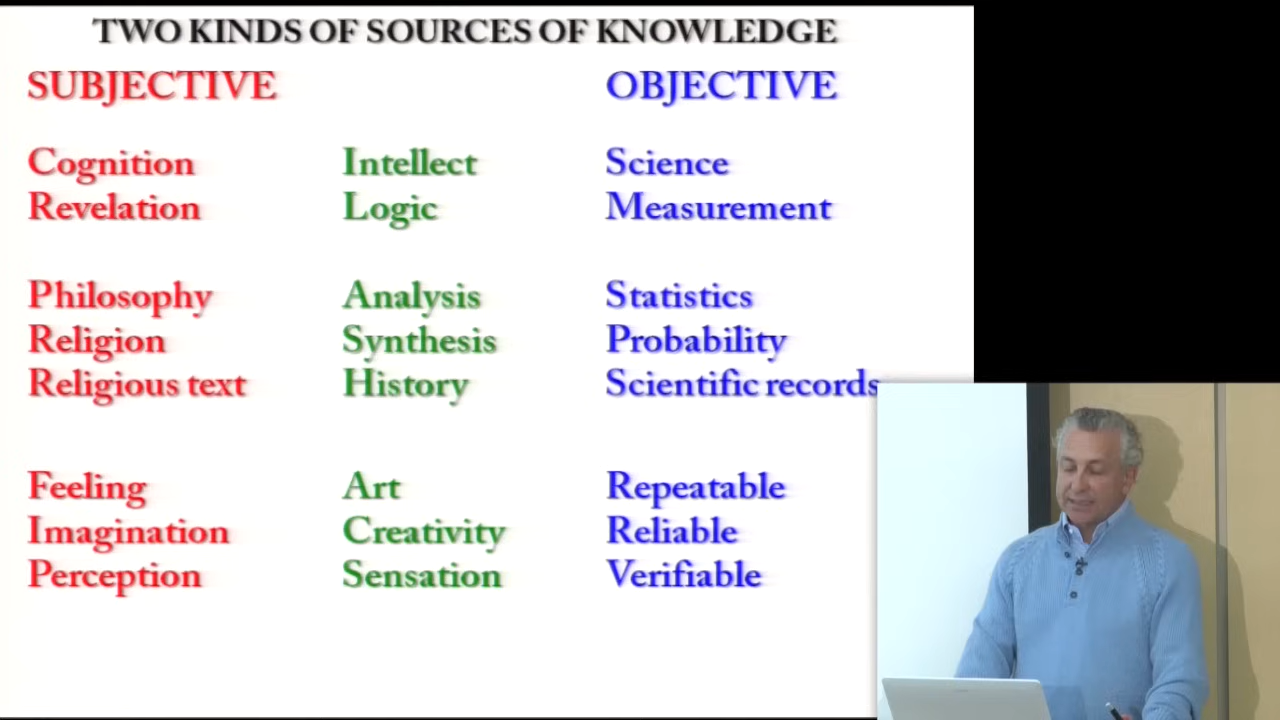 TWO KINDS OF SOURCES OF KNOWLEDGE
SUBJECTIVE OBJECTIVE
Cognition Intellect Science
Revelation Logic Measurement
Philosophy Analysis Statistics
Religion Synthesis Probability
Religious text History Scientific records
Feeling Art Repeatable
Imagination Creativity Reliable
Perception Sensation Verifiable